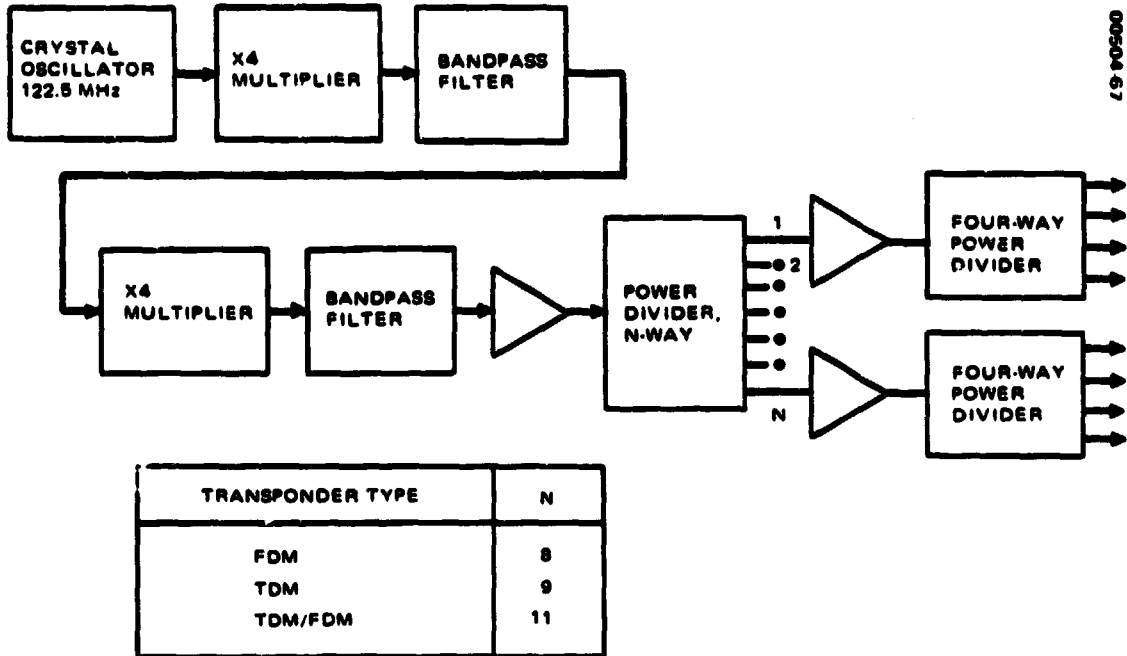 00504-67
CRYSTAL
OSCILLATOR
122.5 MHz
X4
MULTIPLIER
BANDPASS
FILTER
X4
MULTIPLIER
BANDPASS
FILTER
POWER
DIVIDER,
N-WAY
1
2
N
FOUR-WAY
POWER
DIVIDER
FOUR-WAY
POWER
DIVIDER
TRANSPONDER TYPE N
FDM 8
TDM 9
TDM/FDM 11